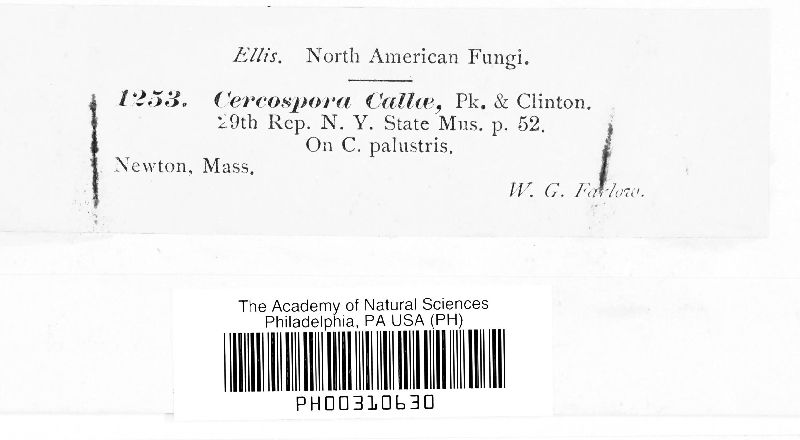 Ellis. North American Fungi.
1253. Cercospora Callæ, Pk. & Clinton.
29th Rep. N. Y. State Mus. p. 52.
On C. palustris.
Newton, Mass.
W. G. Farlow.
The Academy of Natural Sciences
Philadelphia, PA USA (PH)
PH00310630